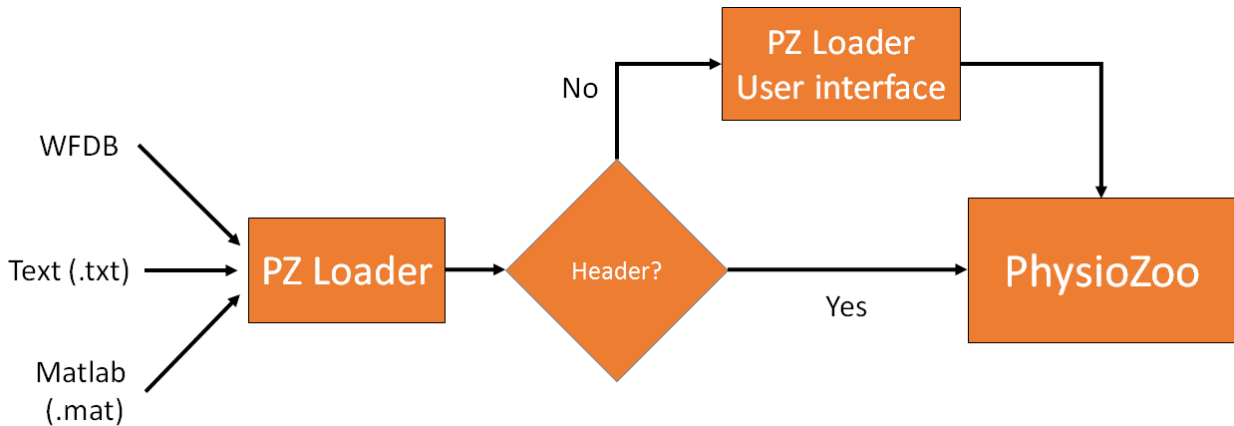 WFDB
Text (.txt)
Matlab
(.mat)
PZ Loader
Header?
No
PZ Loader
User interface
Yes
PhysioZoo